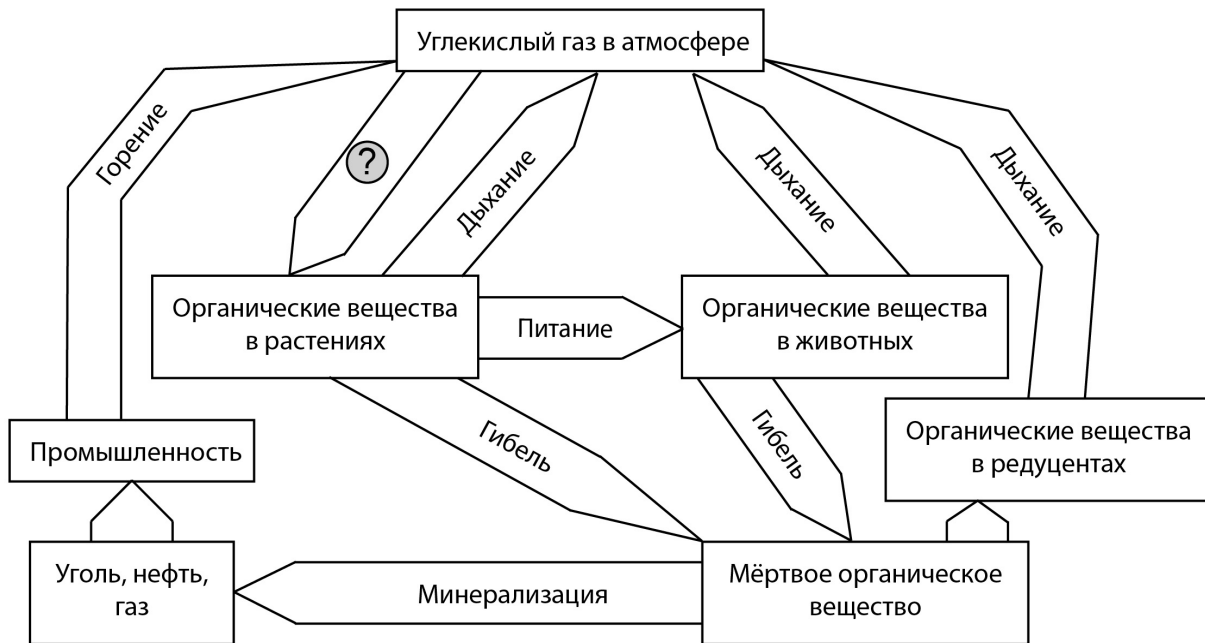 Углекислый газ в атмосфере
Горение
?
Дыхание
Дыхание
Дыхание
Органические вещества
в растениях
Питание
Органические вещества
в животных
Гибель
Гибель
Промышленность
Органические вещества
в редуцентах
Уголь, нефть,
газ
Минерализация
Мёртвое органическое
вещество